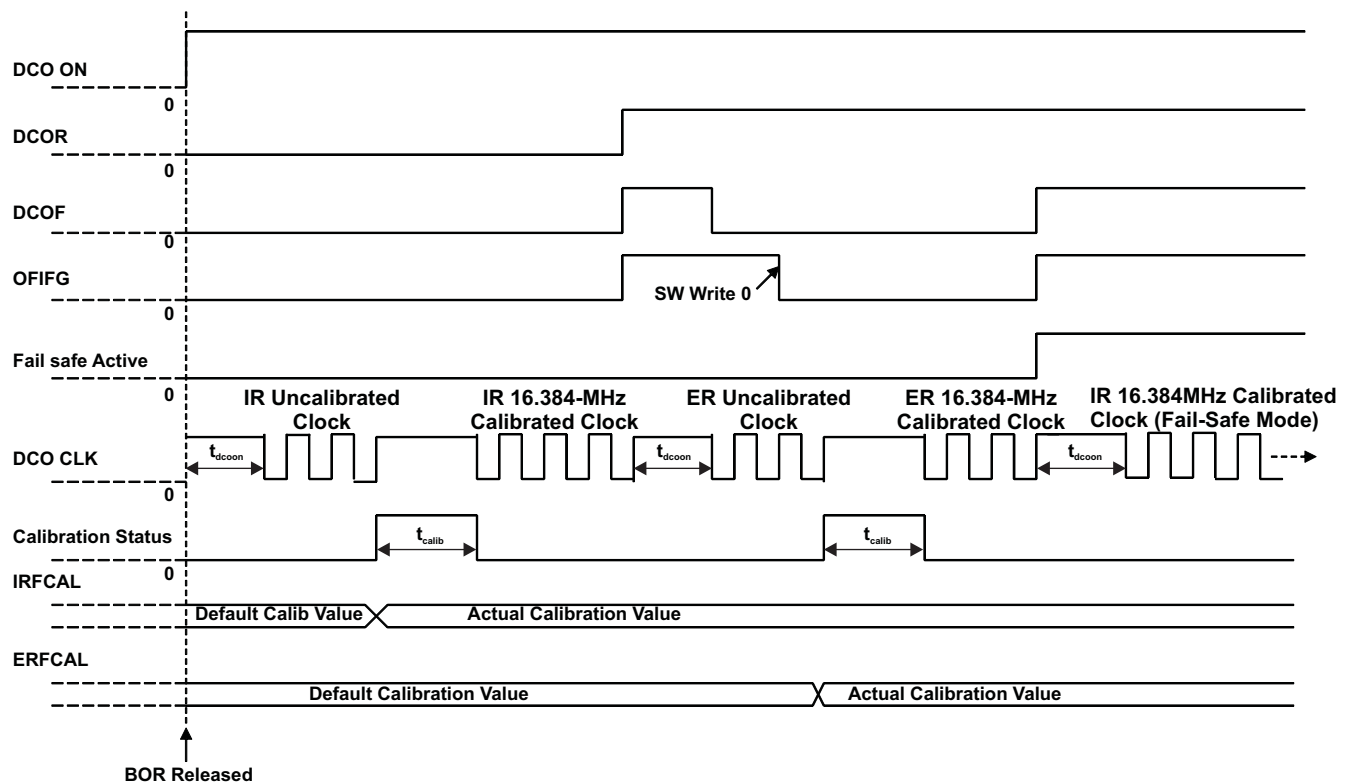 DCO ON
0
DCOR
0
DCOF
0
OFIFG
SW Write 0
0
Fail safe Active
0
IR Uncalibrated
Clock
IR 16.384-MHz
Calibrated Clock
ER Uncalibrated
Clock
ER 16.384-MHz
Calibrated Clock
IR 16.384MHz Calibrated
Clock (Fail-Safe Mode)
DCO CLK
tdcoon
tdcoon
tdcoon
0
Calibration Status
tcalib
tcalib
0
IRFCAL
Default Calib Value
Actual Calibration Value
ERFCAL
Default Calibration Value
Actual Calibration Value
BOR Released